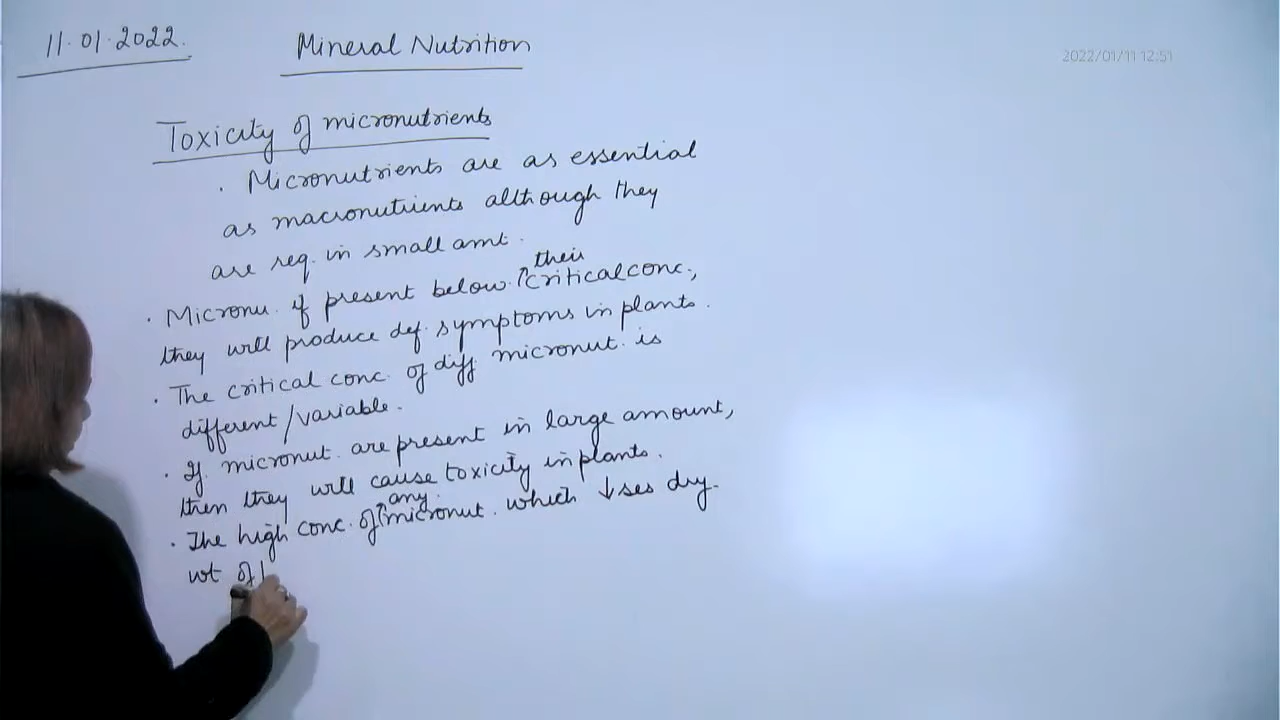 11.01.2022.
Mineral Nutrition
2022/01/11 12:51
Toxicity of micronutrients
. Micronutrients are as essential
as macronutrients although they
are req. in small amt.
. Micronu. if present below their critical conc.,
they will produce def. symptoms in plants.
. The critical conc. of diff micronut. is
different/variable.
. If micronut. are present in large amount,
then they will cause toxicity in plants.
. The high conc. of any micronut. which ↓ses dry.
wt of